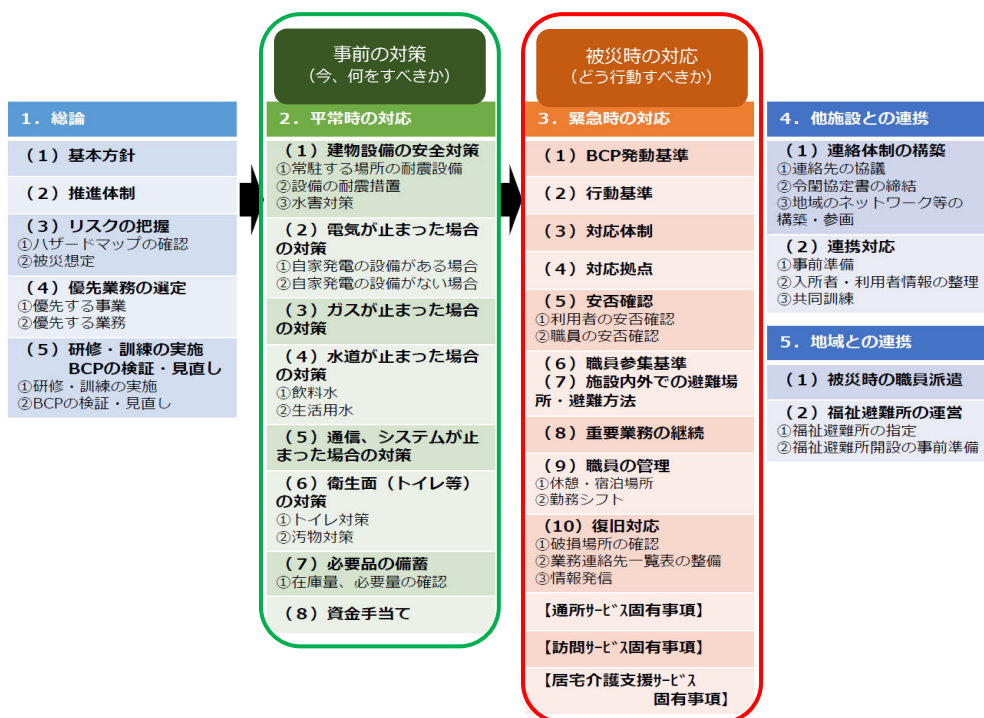 事前の対策
(今、何をすべきか)
被災時の対応
(どう行動すべきか)
1．総論
(1)基本方針
(2)推進体制
(3)リスクの把握
①ハザードマップの確認
②被災想定
(4)優先業務の選定
①優先する事業
②優先する業務
(5)研修・訓練の実施
BCPの検証・見直し
①研修・訓練の実施
②BCPの検証・見直し
2．平常時の対応
(1)建物設備の安全対策
①常駐する場所の耐震設備
②設備の耐震措置
③水害対策
(2)電気が止まった場合
の対策
①自家発電の設備がある場合
②自家発電の設備がない場合
(3)ガスが止まった場合
の対策
(4)水道が止まった場合
の対策
①飲料水
②生活用水
(5)通信、システムが止
まった場合の対策
(6)衛生面(トイレ等)
の対策
①トイレ対策
②汚物対策
(7)必要品の備蓄
①在庫量、必要量の確認
(8)資金手当て
3．緊急時の対応
(1)BCP発動基準
(2)行動基準
(3)対応体制
(4)対応拠点
(5)安否確認
①利用者の安否確認
②職員の安否確認
(6)職員参集基準
(7)施設内外での避難場
所・避難方法
(8)重要業務の継続
(9)職員の管理
①休憩・宿泊場所
②勤務シフト
(10)復旧対応
①破損場所の確認
②業務連絡先一覧表の整備
③情報発信
【通所ｻｰﾋﾞｽ固有事項】
【訪問ｻｰﾋﾞｽ固有事項】
【居宅介護支援ｻｰﾋﾞｽ
固有事項】
4．他施設との連携
(1)連絡体制の構築
①連絡先の協議
②令関協定書の締結
③地域のネットワーク等の
構築・参画
(2)連携対応
①事前準備
②入所者・利用者情報の整理
③共同訓練
5．地域との連携
(1)被災時の職員派遣
(2)福祉避難所の運営
①福祉避難所の指定
②福祉避難所開設の事前準備